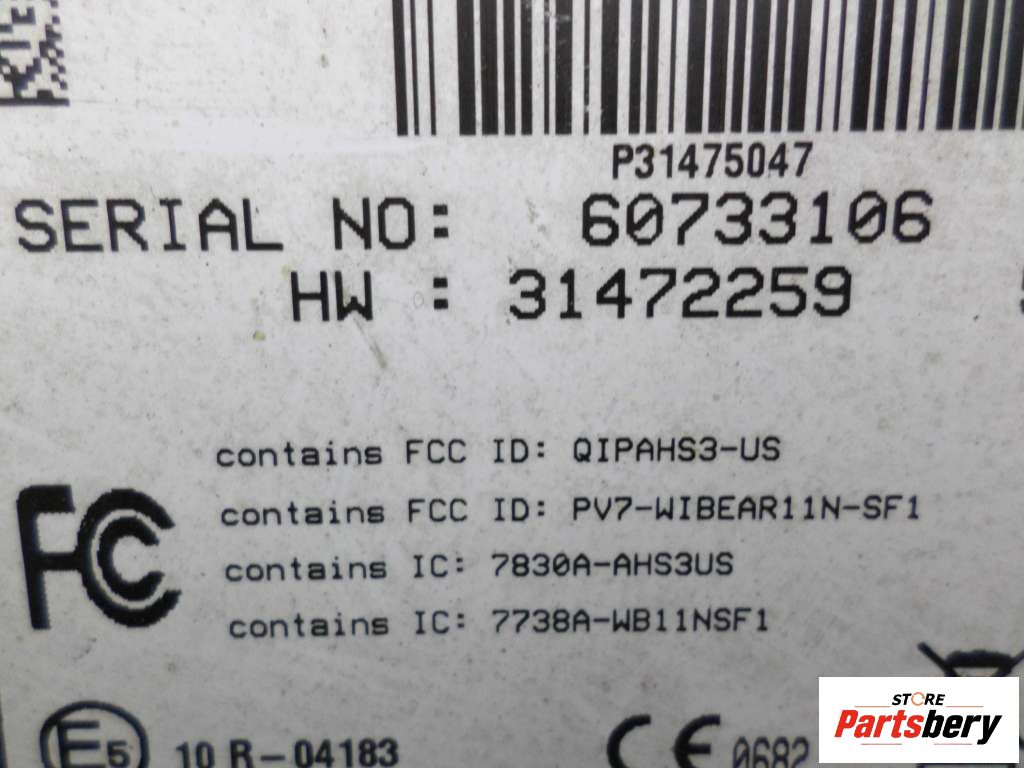 P31475047
SERIAL NO: 60733106
HW : 31472259
contains FCC ID: QIPAHS3-US
contains FCC ID: PV7-WIBEAR11N-SF1
contains IC: 7830A-AHS3US
contains IC: 7738A-WB11NSF1
FC
E5 10 R-04183 CE 0682
STORE
Partsbery